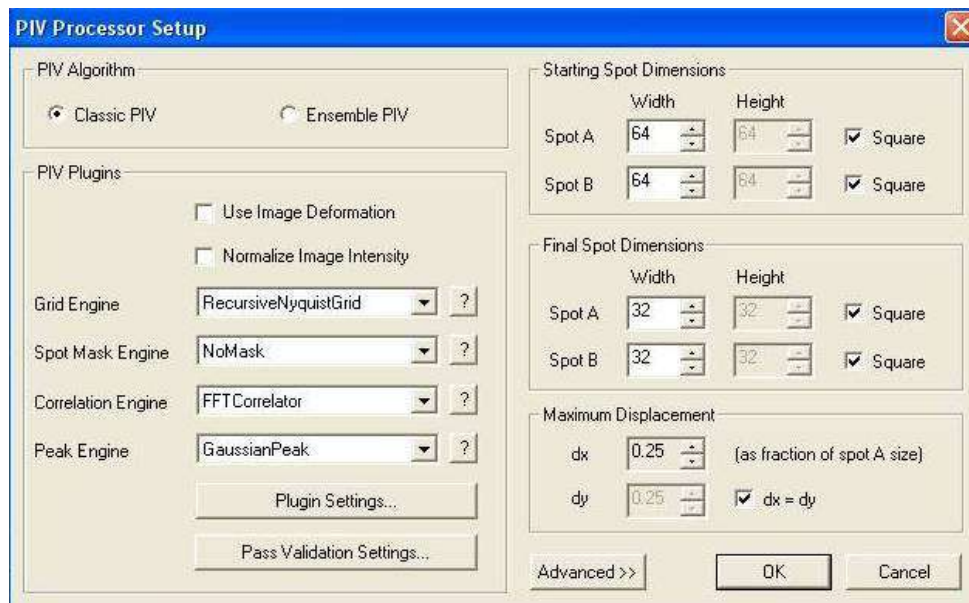 PIV Processor Setup
PIV Algorithm
Classic PIV
Ensemble PIV
PIV Plugins
Use Image Deformation
Normalize Image Intensity
Grid Engine RecursiveNyquistGrid ?
Spot Mask Engine NoMask ?
Correlation Engine FFTCorrelator ?
Peak Engine GaussianPeak ?
Plugin Settings...
Pass Validation Settings...
Starting Spot Dimensions
Width Height
Spot A 64 64 Square
Spot B 64 64 Square
Final Spot Dimensions
Width Height
Spot A 32 32 Square
Spot B 32 32 Square
Maximum Displacement
dx 0.25 (as fraction of spot A size)
dy 0.25 dx = dy
Advanced >> OK Cancel